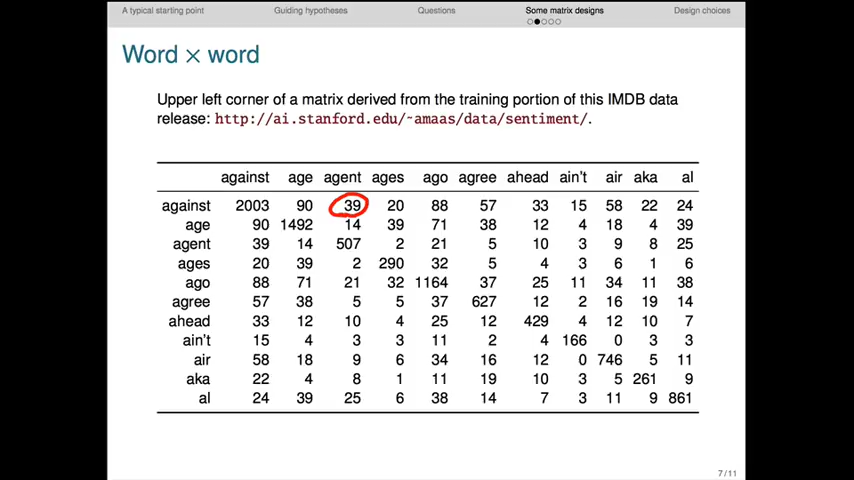 A typical starting point Guiding hypotheses Questions Some matrix designs Design choices
Word × word
Upper left corner of a matrix derived from the training portion of this IMDB data
release: http://ai.stanford.edu/~amaas/data/sentiment/.
against age agent ages ago agree ahead ain't air aka al
against 2003 90 39 20 88 57 33 15 58 22 24
age 90 1492 14 39 71 38 12 4 18 4 39
agent 39 14 507 2 21 5 10 3 9 8 25
ages 20 39 2 290 32 5 4 3 6 1 6
ago 88 71 21 32 1164 37 25 11 34 11 38
agree 57 38 5 5 37 627 12 2 16 19 14
ahead 33 12 10 4 25 12 429 4 12 10 7
ain't 15 4 3 3 11 2 4 166 0 3 3
air 58 18 9 6 34 16 12 0 746 5 11
aka 22 4 8 1 11 19 10 3 5 261 9
al 24 39 25 6 38 14 7 3 11 9 861
7 / 11